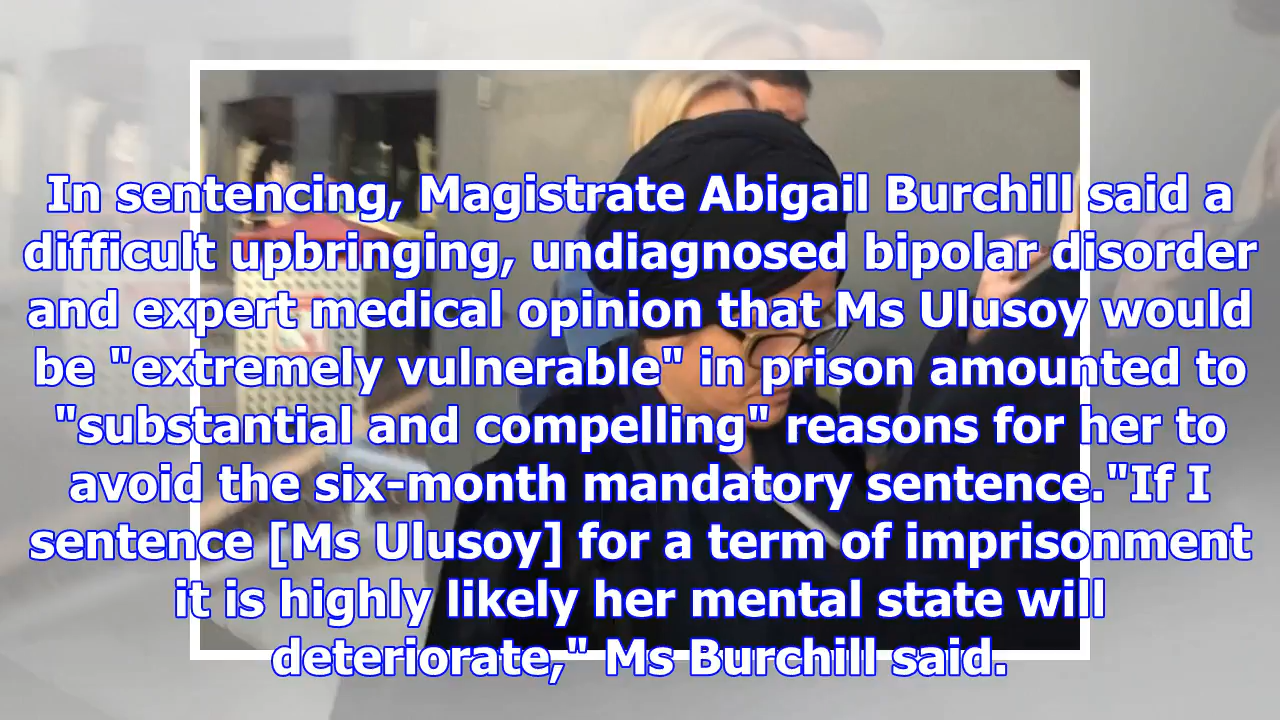 In sentencing, Magistrate Abigail Burchill said a
difficult upbringing, undiagnosed bipolar disorder
and expert medical opinion that Ms Ulusoy would
be "extremely vulnerable" in prison amounted to
"substantial and compelling" reasons for her to
avoid the six-month mandatory sentence."If I
sentence [Ms Ulusoy] for a term of imprisonment
it is highly likely her mental state will
deteriorate," Ms Burchill said.